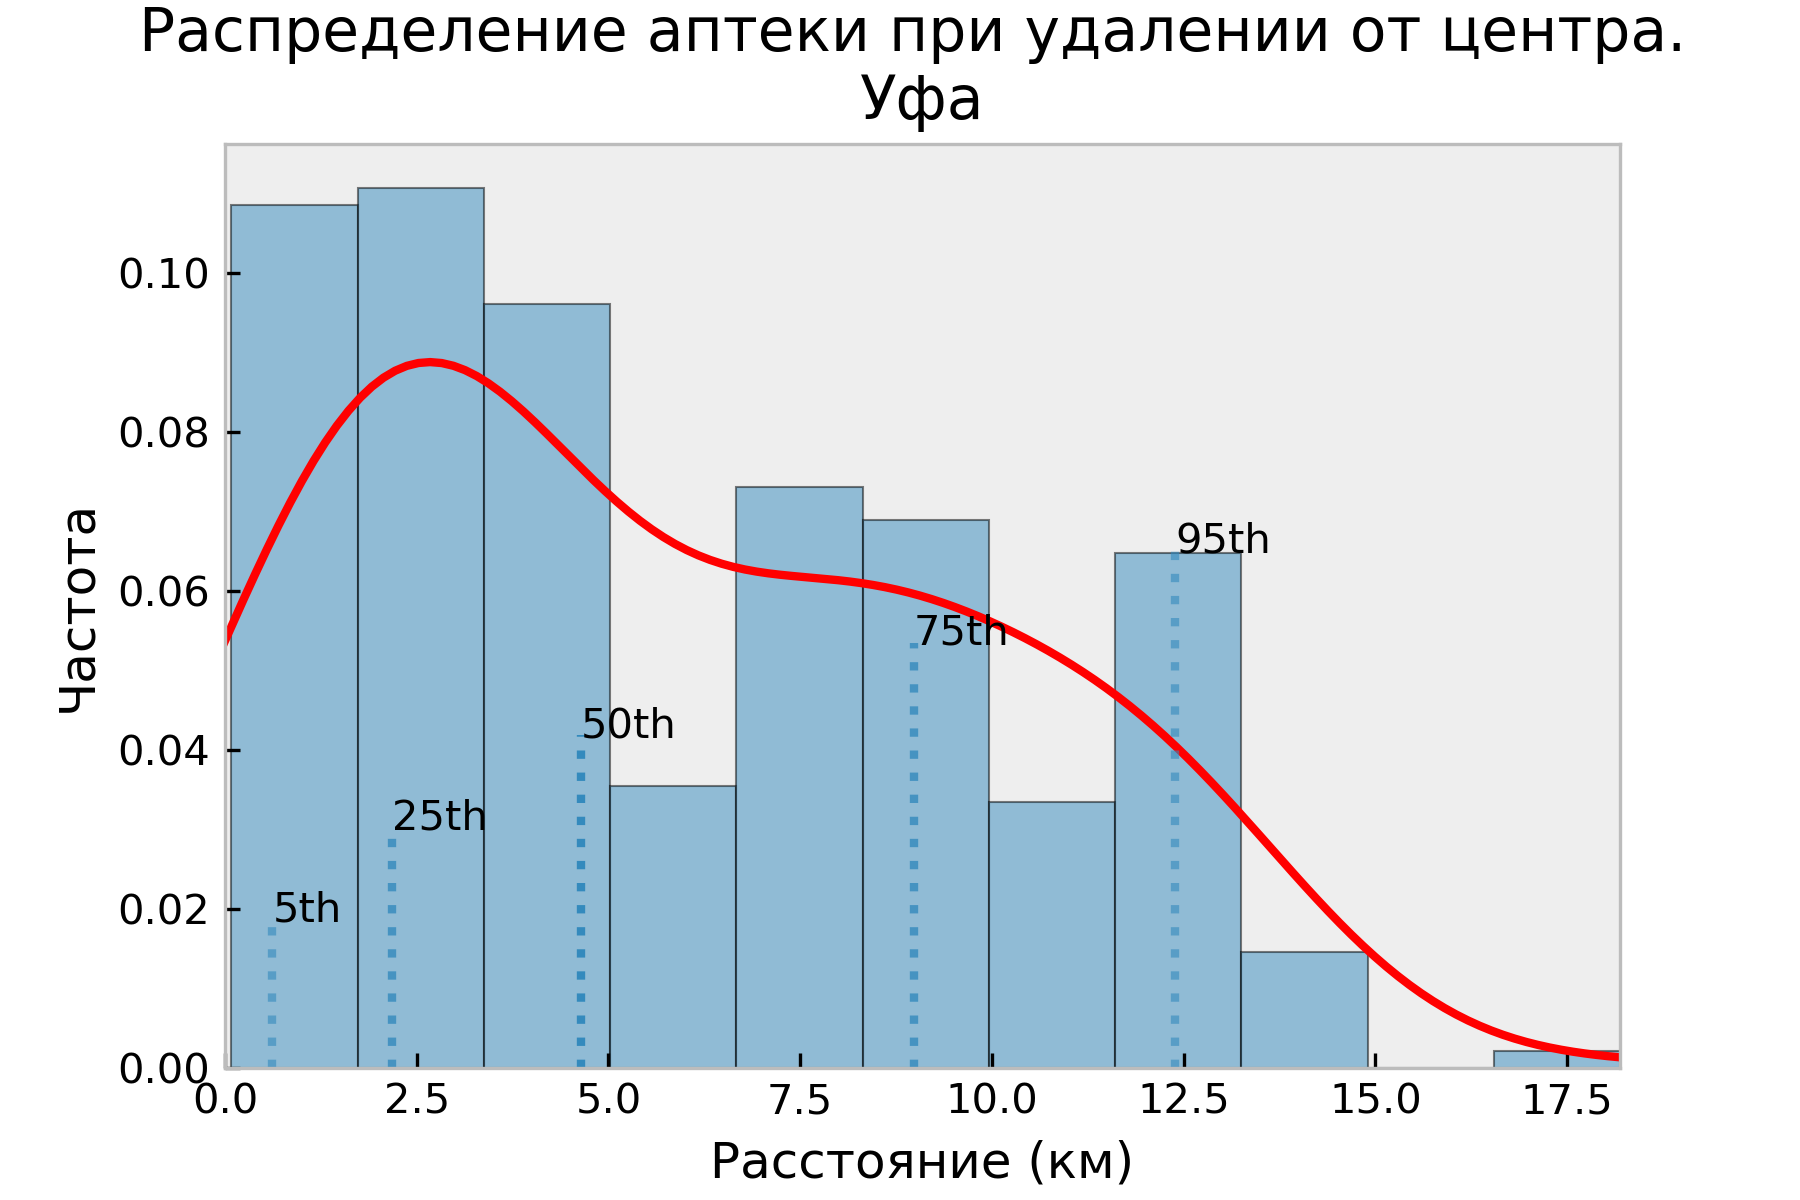 Распределение аптеки при удалении от центра.
Уфа
Частота
0.10
0.08
0.06
0.04
0.02
0.00
5th
25th
50th
75th
95th
0.0 2.5 5.0 7.5 10.0 12.5 15.0 17.5
Расстояние (км)